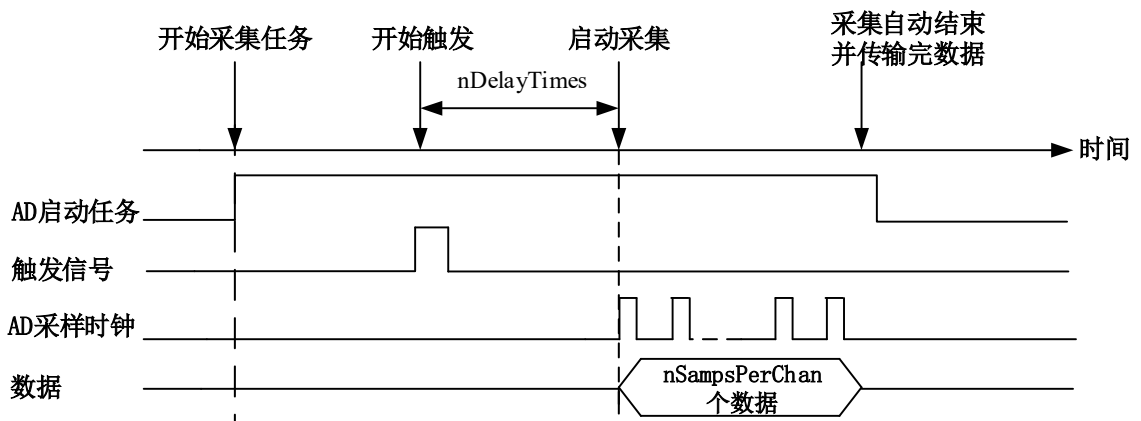 开始采集任务
开始触发
启动采集
采集自动结束
并传输完数据
nDelayTimes
时间
AD启动任务
触发信号
AD采样时钟
数据
nSampsPerChan
个数据